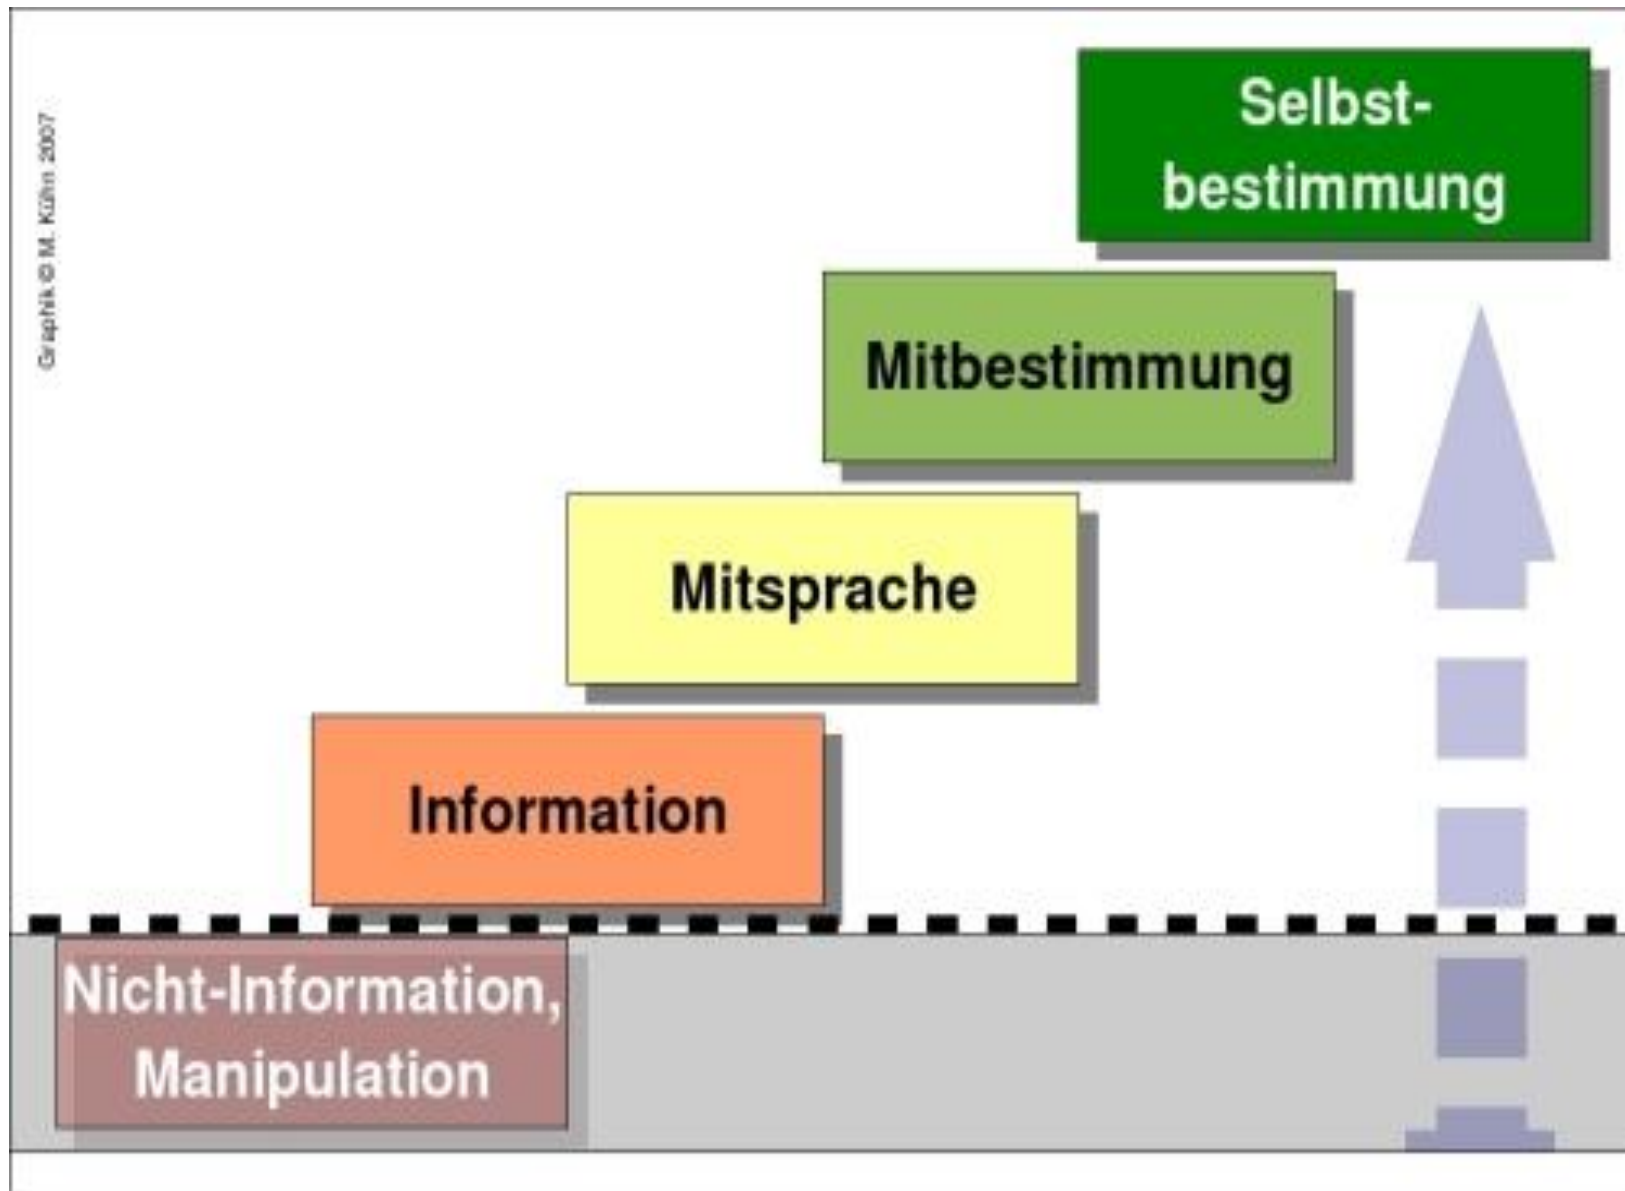 Graphik © M. Kühn 2007
Selbst-
bestimmung
Mitbestimmung
Mitsprache
Information
Nicht-Information,
Manipulation